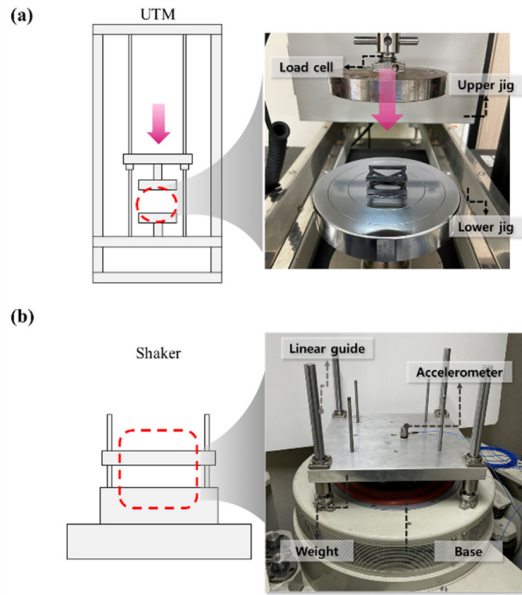 (a)
UTM
Load cell
Upper jig
Lower jig
(b)
Shaker
Linear guide
Accelerometer
Weight
Base